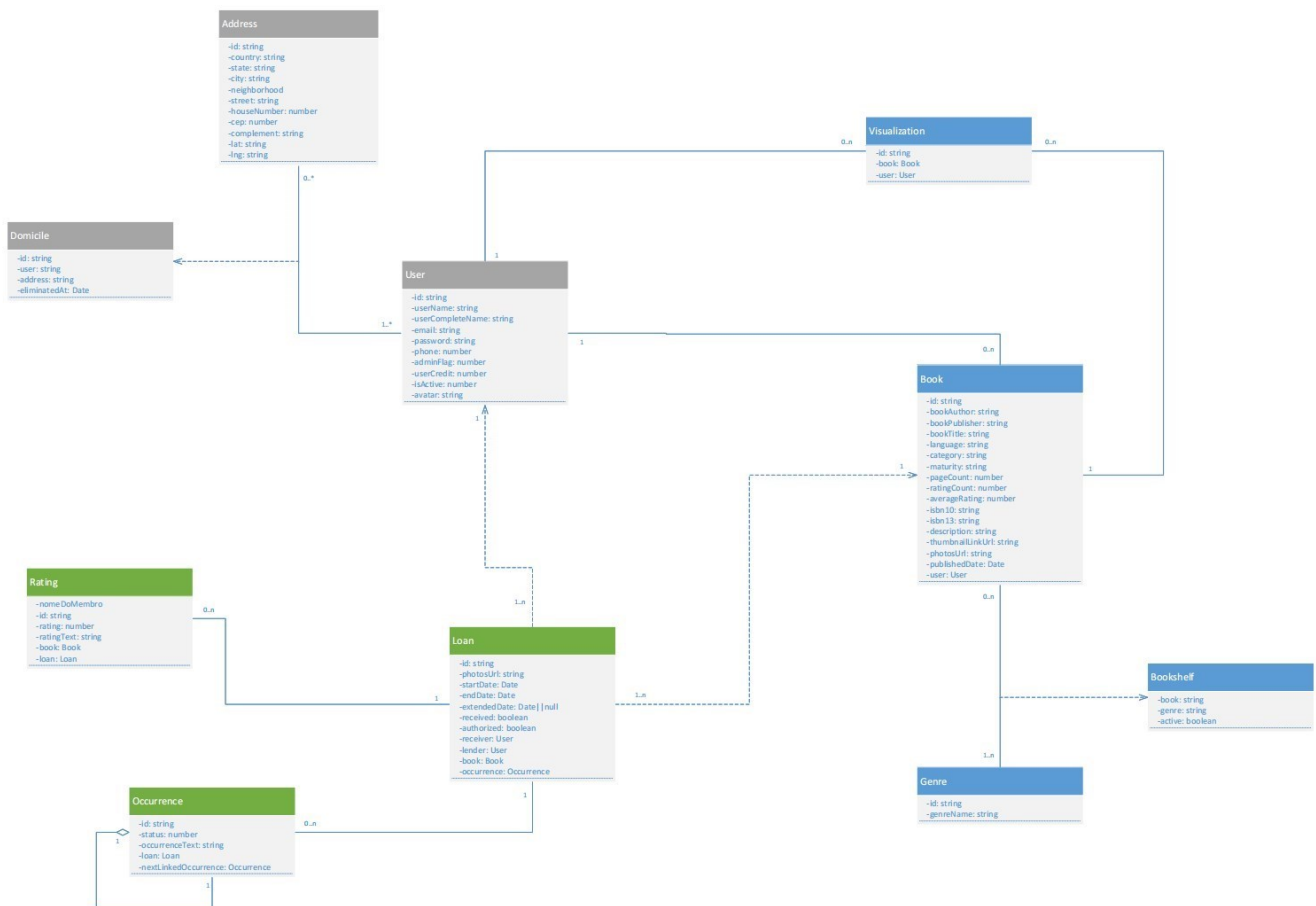 Address
-id: string
-country: string
-state: string
-city: string
-neighborhood
-street: string
-houseNumber: number
-cep: number
-complement: string
-lat: string
-lng: string
0..*
Visualization
-id: string
-book: Book
-user: User
0..n
0..n
Domicile
-id: string
-user: string
-address: string
-eliminatedAt: Date
1
User
-id: string
-userName: string
-userCompleteName: string
-email: string
-password: string
-phone: number
-adminFlag: number
-userCredit: number
-isActive: number
-avatar: string
1..*
1
0..n
1
Book
-id: string
-bookAuthor: string
-bookPublisher: string
-bookTitle: string
-language: string
-category: string
-maturity: string
-pageCount: number
-ratingCount: number
-averageRating: number
-isbn10: string
-isbn13: string
-description: string
-thumbnailLinkUrl: string
-photosUrl: string
-publishedDate: Date
-user: User
1
1
0..n
Rating
-nomeDoMembro
-id: string
-rating: number
-ratingText: string
-book: Book
-loan: Loan
0..n
1..n
Loan
-id: string
-photosUrl: string
-startDate: Date
-endDate: Date
-extendedDate: Date||null
-received: boolean
-authorized: boolean
-receiver: User
-lender: User
-book: Book
-occurrence: Occurrence
1
1..n
1
Bookshelf
-book: string
-genre: string
-active: boolean
1..n
Genre
-id: string
-genreName: string
Occurrence
-id: string
-status: number
-occurrenceText: string
-loan: Loan
-nextLinkedOccurrence: Occurrence
0..n
1
1